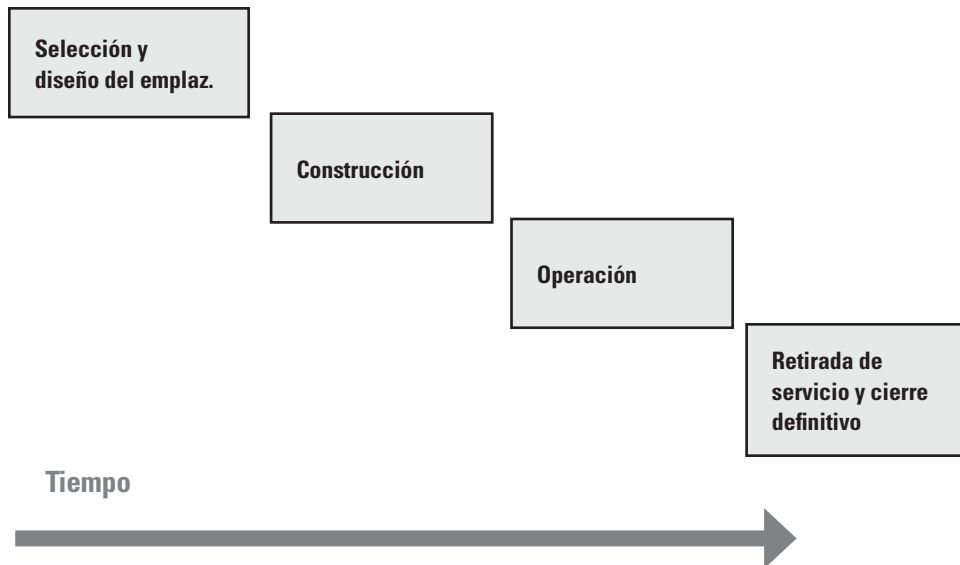 Selección y
diseño del emplaz.
Construcción
Operación
Retirada de
servicio y cierre
definitivo
Tiempo